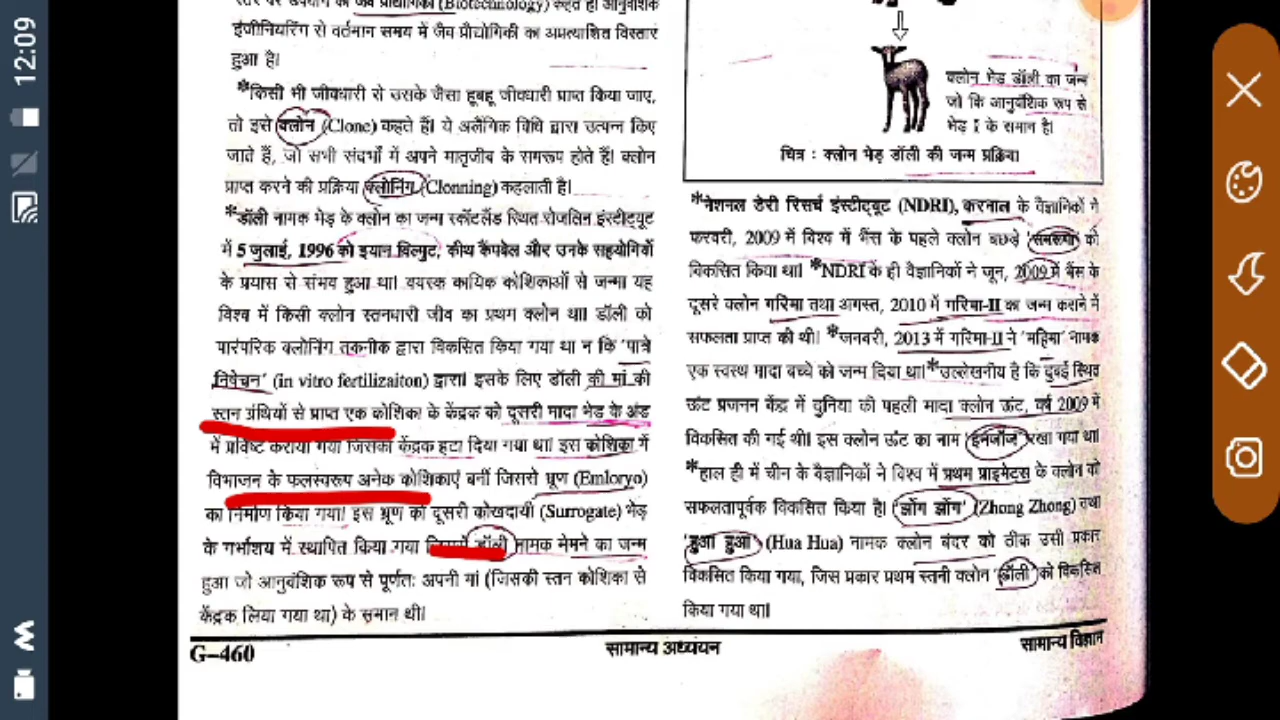 12:09
स्तर पर उपयोग को जैव प्रौद्योगिकी (Biotechnology) कहते हैं। आनुवंशिक
इंजीनियरिंग से वर्तमान समय में जैव प्रौद्योगिकी का अप्रत्याशित विस्तार
हुआ है।
*किसी भी जीवधारी से उसके जैसा हूबहू जीवधारी प्राप्त किया जाए,
तो इसे क्लोन (Clone) कहते हैं। ये अलैंगिक विधि द्वारा उत्पन्न किए
जाते हैं, जो सभी संदर्भों में अपने मातृजीव के समरूप होते हैं। क्लोन
प्राप्त करने की प्रक्रिया क्लोनिंग (Clonning) कहलाती है।
*डॉली नामक भेड़ के क्लोन का जन्म स्कॉटलैंड स्थित रोजलिन इंस्टीट्यूट
में 5 जुलाई, 1996 को इयान विल्मुट, कीथ कैंपबेल और उनके सहयोगियों
के प्रयास से संभव हुआ था। वयस्क कायिक कोशिकाओं से जन्मा यह
विश्व में किसी क्लोन स्तनधारी जीव का प्रथम क्लोन था। डॉली को
पारंपरिक क्लोनिंग तकनीक द्वारा विकसित किया गया था न कि 'पात्रे
निषेचन' (in vitro fertilizaiton) द्वारा। इसके लिए डॉली की मां की
स्तन ग्रंथियों से प्राप्त एक कोशिका के केंद्रक को दूसरी मादा भेड़ के अंड
में प्रविष्ट कराया गया जिसका केंद्रक हटा दिया गया था। इस कोशिका में
विभाजन के फलस्वरूप अनेक कोशिकाएं बनीं जिससे भ्रूण (Emloryo)
का निर्माण किया गया। इस भ्रूण को दूसरी कोखदायी (Surrogate) भेड़
के गर्भाशय में स्थापित किया गया डॉली नामक मेमने का जन्म
हुआ जो आनुवंशिक रूप से पूर्णतः अपनी मां (जिसकी स्तन कोशिका से
केंद्रक लिया गया था) के समान थी।
क्लोन भेड़ डॉली का जन्म
जो कि आनुवंशिक रूप से
भेड़ I के समान है।
चित्र : क्लोन भेड़ डॉली की जन्म प्रक्रिया
*नेशनल डेरी रिसर्च इंस्टीट्यूट (NDRI), करनाल के वैज्ञानिकों ने
फरवरी, 2009 में विश्व में भैंस के पहले क्लोन बछड़े 'समरूपा' को
विकसित किया था। *NDRI के ही वैज्ञानिकों ने जून, 2009 में भैंस के
दूसरे क्लोन गरिमा तथा अगस्त, 2010 में गरिमा-II का जन्म कराने में
सफलता प्राप्त की थी। *जनवरी, 2013 में गरिमा-II ने 'महिमा' नामक
एक स्वस्थ मादा बच्चे को जन्म दिया था। *उल्लेखनीय है कि दुबई स्थित
ऊंट प्रजनन केंद्र में दुनिया की पहली मादा क्लोन ऊंट, वर्ष 2009 में
विकसित की गई थी। इस क्लोन ऊंट का नाम 'इनजॉज' रखा गया था।
*हाल ही में चीन के वैज्ञानिकों ने विश्व में प्रथम प्राइमेट्स के क्लोन को
सफलतापूर्वक विकसित किया है। 'झोंग झोंग' (Zhong Zhong) तथा
'हुआ हुआ' (Hua Hua) नामक क्लोन बंदर को ठीक उसी प्रकार
विकसित किया गया, जिस प्रकार प्रथम स्तनी क्लोन 'डॉली' को विकसित
किया गया था।
G–460
सामान्य अध्ययन
सामान्य विज्ञान